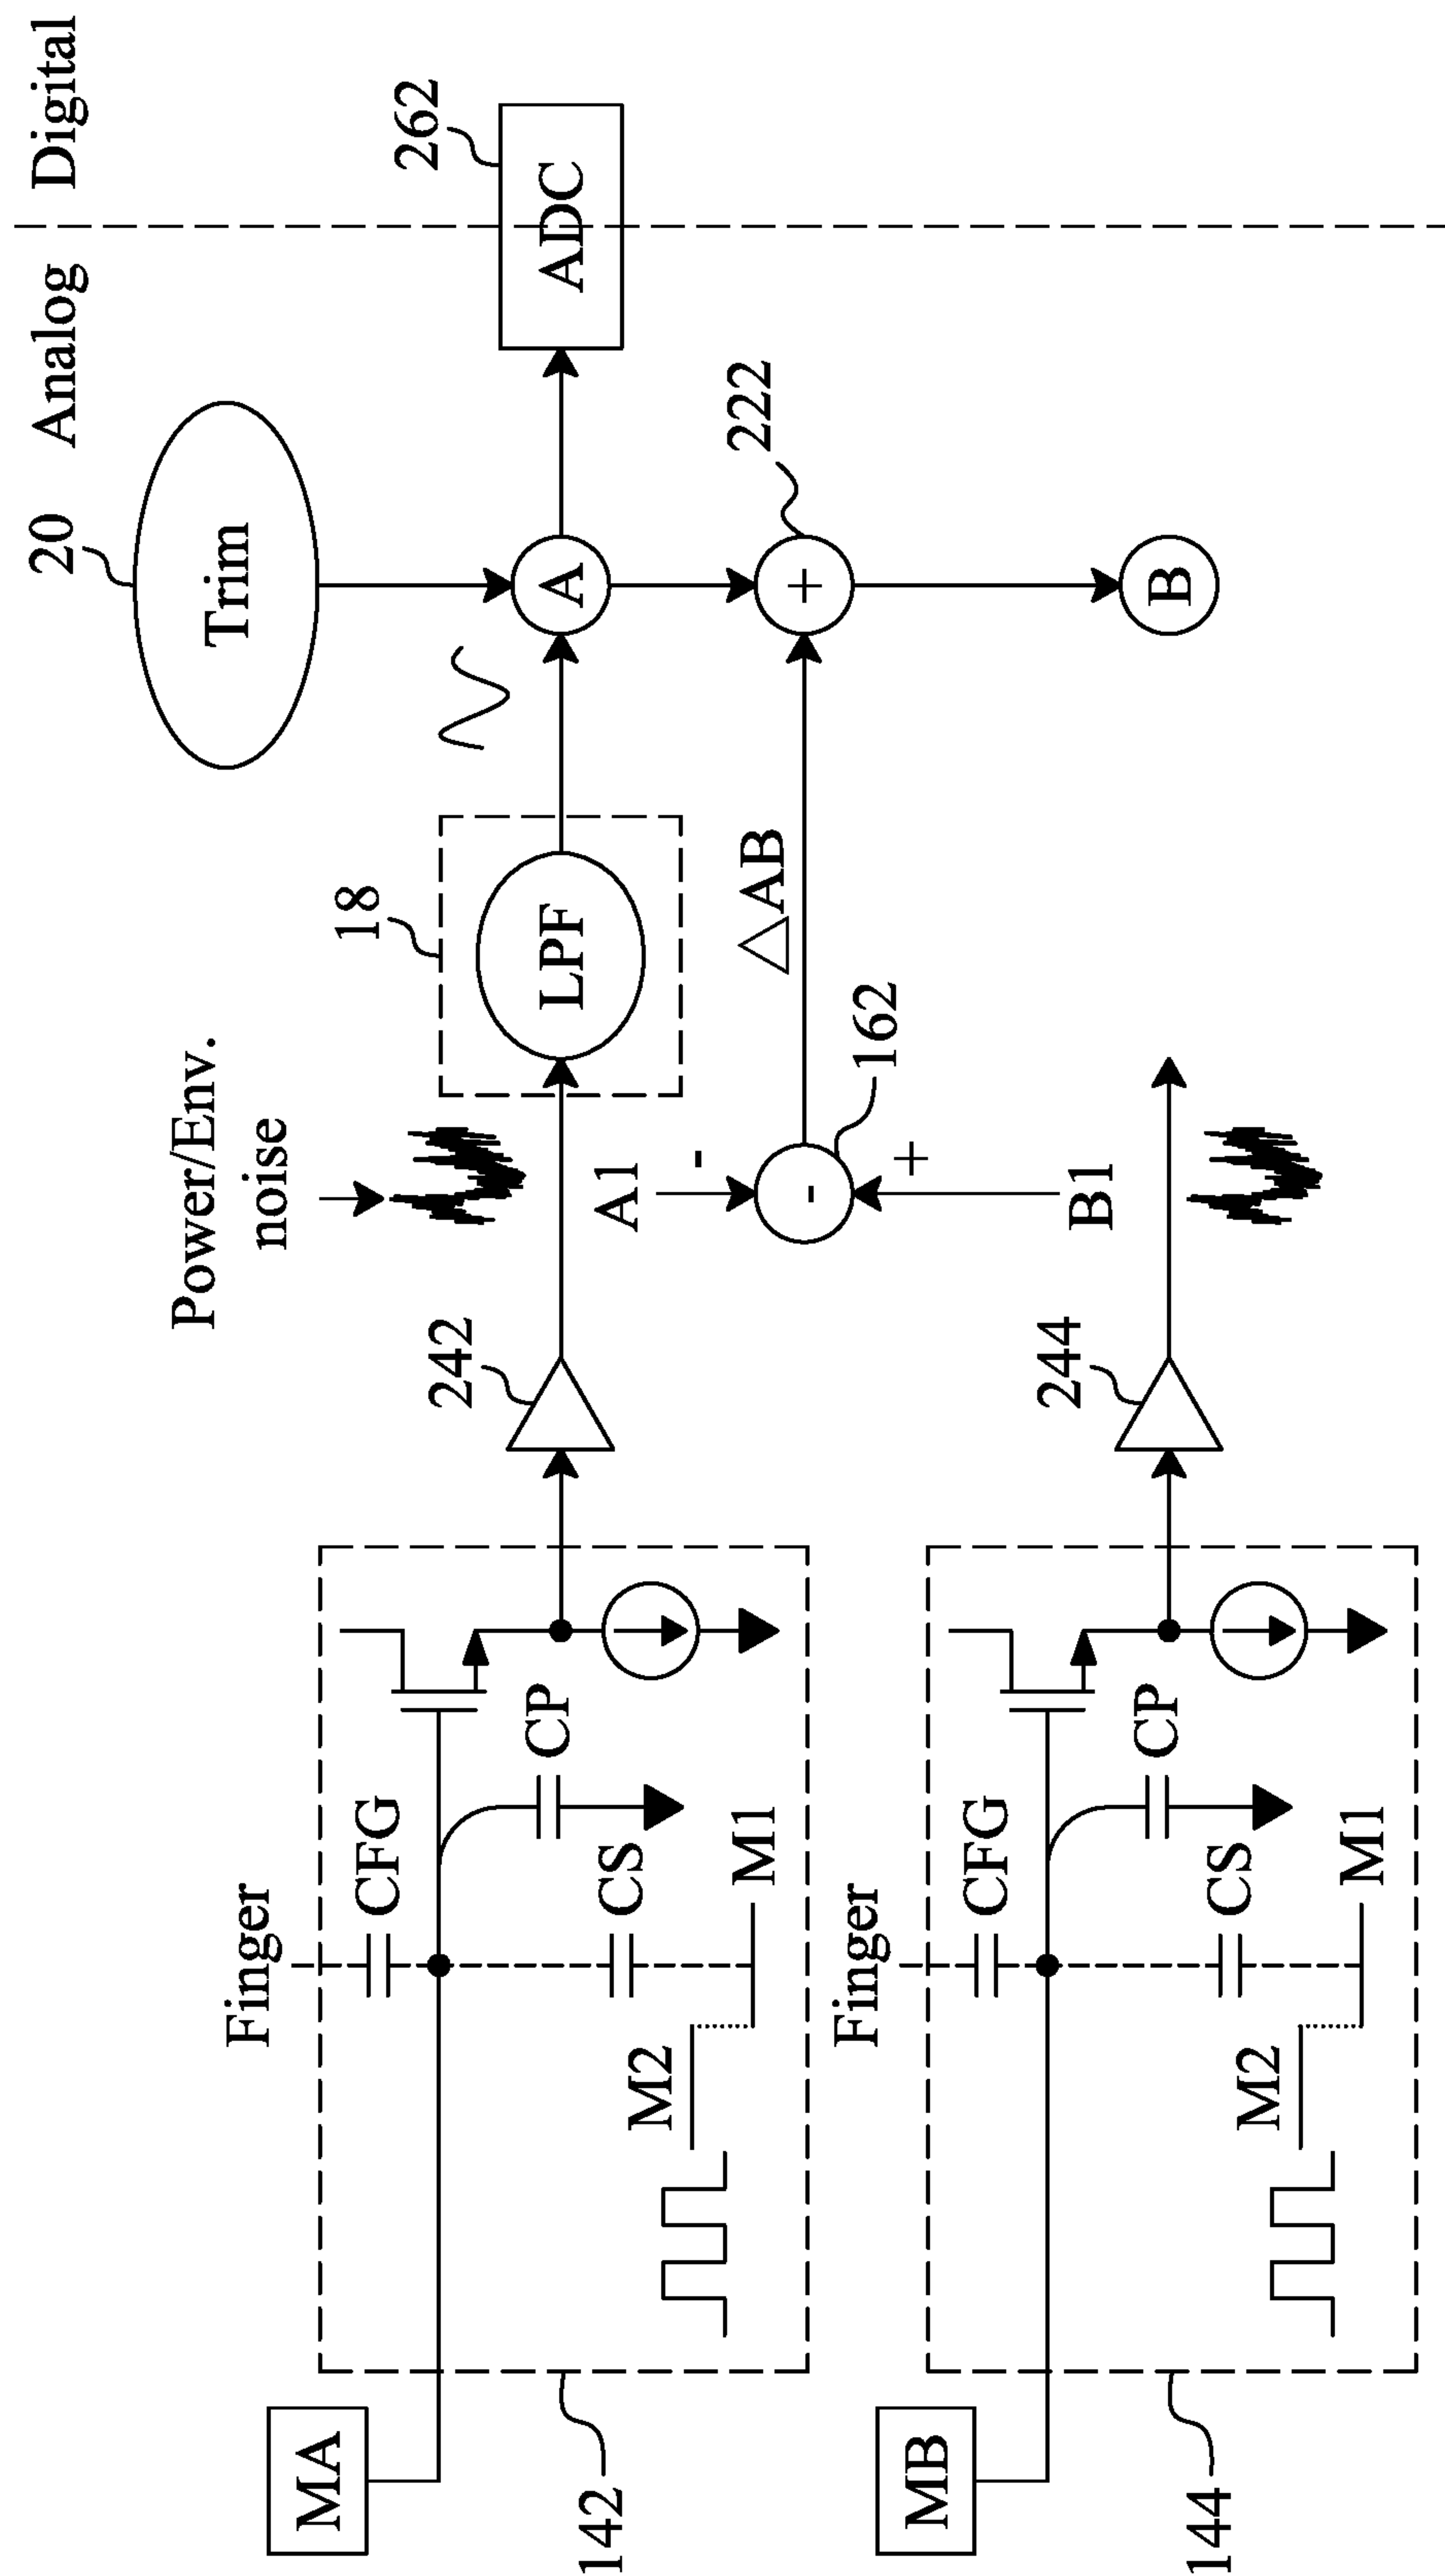 Analog
Digital
20
Trim
Power/Env.
noise
18
LPF
A
262
ADC
242
A1
-
-
+
162
△AB
222
+
B1
B
244
Finger
CFG
CP
CS
M1
M2
MA
142
Finger
CFG
CP
CS
M1
M2
MB
144